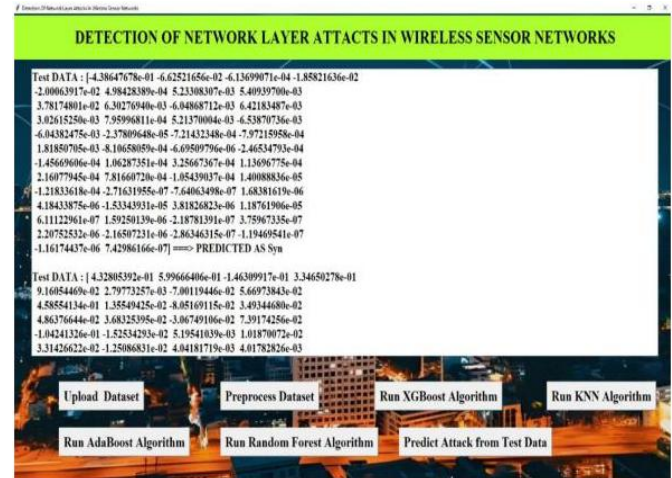 Detection Of Network Layer attacts in Wireless Sensor Networks
DETECTION OF NETWORK LAYER ATTACTS IN WIRELESS SENSOR NETWORKS
Test DATA : [-4.38647678e-01 -6.62521656e-02 -6.13699071e-04 -1.85821636e-02
-2.00063917e-02 4.98428389e-04 5.23308307e-03 5.40939700e-03
3.78174801e-02 6.30276940e-03 -6.04868712e-03 6.42183487e-03
3.02615250e-03 7.95996811e-04 5.21370004e-03 -6.53870736e-03
-6.04382475e-03 -2.37809648e-05 -7.21432348e-04 -7.97215958e-04
1.81850705e-03 -8.10658059e-04 -6.69509796e-06 -2.46534793e-04
-1.45669606e-04 1.06287351e-04 3.25667367e-04 1.13696775e-04
2.16077945e-04 7.81660720e-04 -1.05439037e-04 1.40088836e-05
-1.21833618e-04 -2.71631955e-07 -7.64063498e-07 1.68381619e-06
4.18433875e-06 -1.53343931e-05 3.81826823e-06 1.18761906e-05
6.11122961e-07 1.59250139e-06 -2.18781391e-07 3.75967335e-07
2.20752532e-06 -2.16507231e-06 -2.86346315e-07 -1.19469541e-07
-1.16174437e-06 7.42986166e-07] ===> PREDICTED AS Syn
Test DATA : [ 4.32805392e-01 5.99666406e-01 -1.46309917e-01 3.34650278e-01
9.16054469e-02 2.79773257e-03 -7.00119446e-02 5.66973843e-02
4.58554134e-01 1.35549425e-02 -8.05169115e-02 3.49344680e-02
4.86376644e-02 3.68325395e-02 -3.06749106e-02 7.39174256e-02
-1.04241326e-01 -1.52534293e-02 5.19541039e-03 1.01870072e-02
3.31426622e-02 -1.25086831e-02 4.04181719e-03 4.01782826e-03
Upload Dataset
Preprocess Dataset
Run XGBoost Algorithm
Run KNN Algorithm
Run AdaBoost Algorithm
Run Random Forest Algorithm
Predict Attack from Test Data